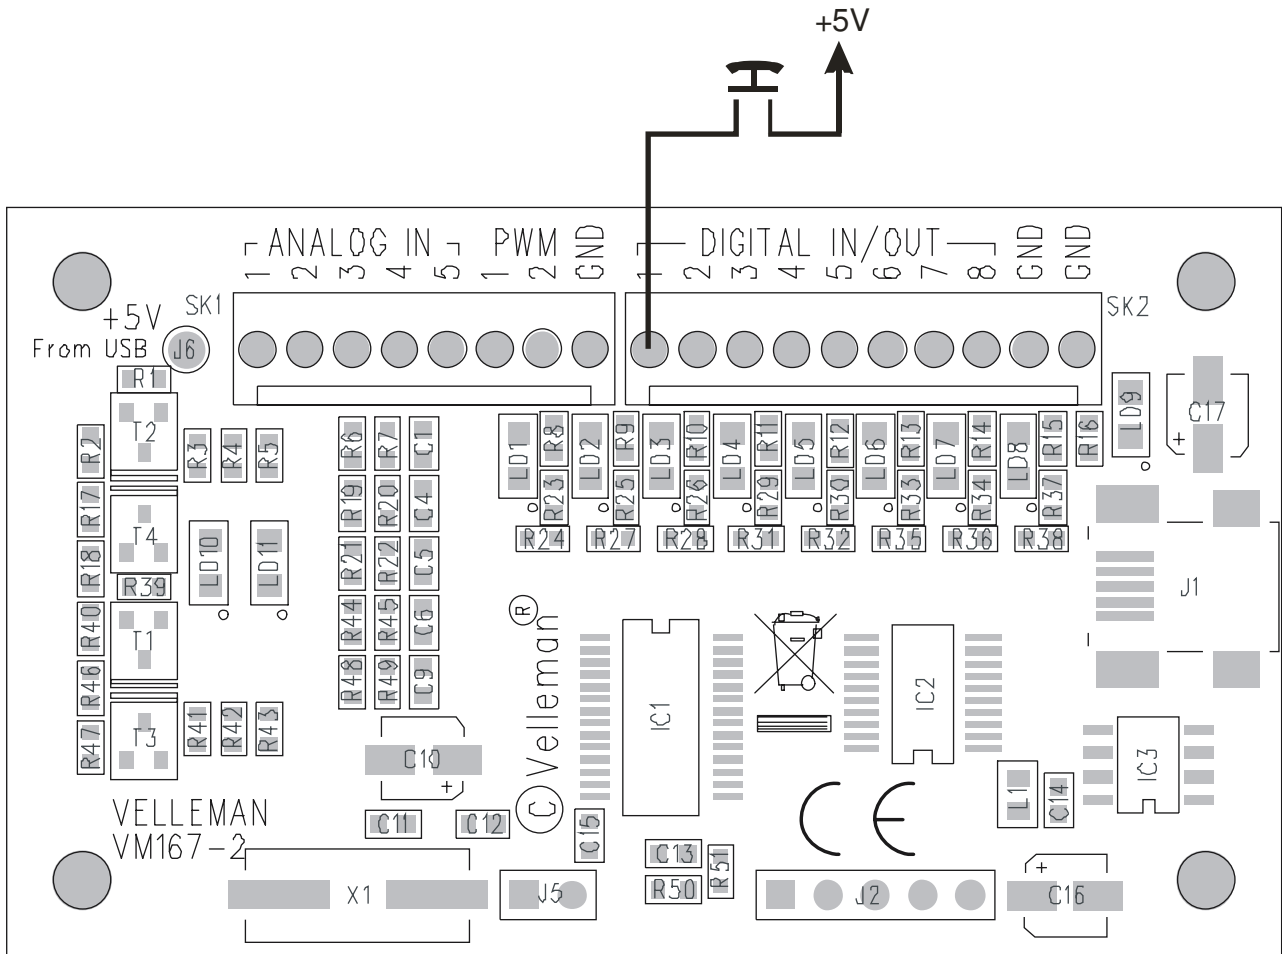 +5V
ANALOG IN PWM GND DIGITAL IN/OUT GND GND
1 2 3 4 5 1 2 1 2 3 4 5 6 7 8
SK1 SK2
+5V
From USB J6
R1
LD9 C17 +
T2 R2 R3 R4 R5 R6 R7 C1 LD1 R8 LD2 R9 LD3 R10 LD4 R11 LD5 R12 LD6 R13 LD7 R14 LD8 R15 R16
R17 T4 R19 R20 C4 R23 R25 R26 R29 R30 R33 R34 R37
R24 R27 R28 R31 R32 R35 R36 R38
R18 LD10 LD11 R21 R22 C5
R39 J1
R40 T1 R44 R45 C6
R46 R48 R49 C9
© Velleman®
IC1 IC2
R47 T3 R41 R42 R43 C10 + IC3
L1 C14
VELLEMAN
VM167-2
C11 C12 C15 CE
C13 R51
X1 J5 R50 J2 + C16